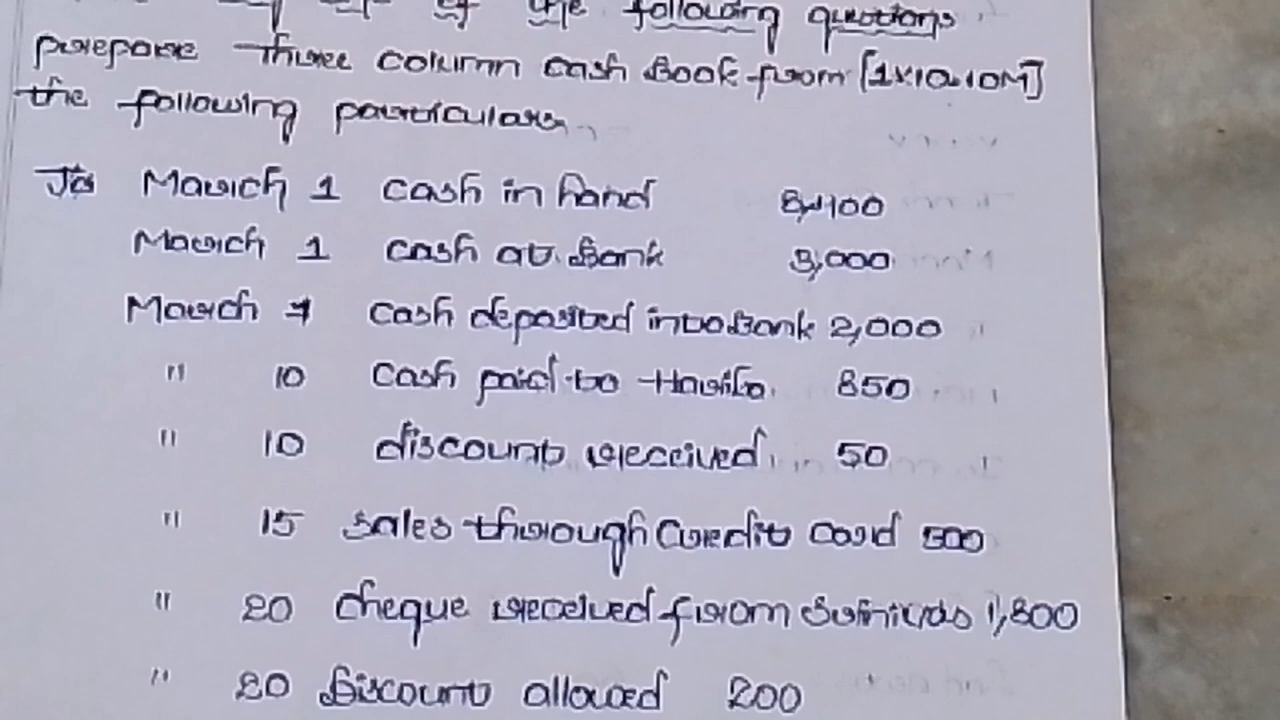 of the following questions
prepare Three column cash Book from [1x10=10M]
the following particulars
March 1 cash in hand 8,400
March 1 cash at Bank 3,000
March cash deposited into Bank 2,000
" 10 cash paid to 850
" 10 discount received 50
" 15 sales through Credit Card 500
" 20 cheque received from 1,800
" 20 Discount allowed 200